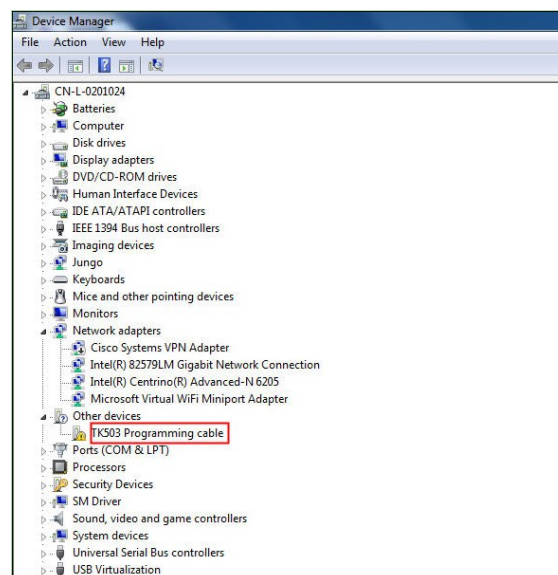 Device Manager
File Action View Help
CN-L-0201024
Batteries
Computer
Disk drives
Display adapters
DVD/CD-ROM drives
Human Interface Devices
IDE ATA/ATAPI controllers
IEEE 1394 Bus host controllers
Imaging devices
Jungo
Keyboards
Mice and other pointing devices
Monitors
Network adapters
Cisco Systems VPN Adapter
Intel(R) 82579LM Gigabit Network Connection
Intel(R) Centrino(R) Advanced-N 6205
Microsoft Virtual WiFi Miniport Adapter
Other devices
TK503 Programming cable
Ports (COM & LPT)
Processors
Security Devices
SM Driver
Sound, video and game controllers
System devices
Universal Serial Bus controllers
USB Virtualization